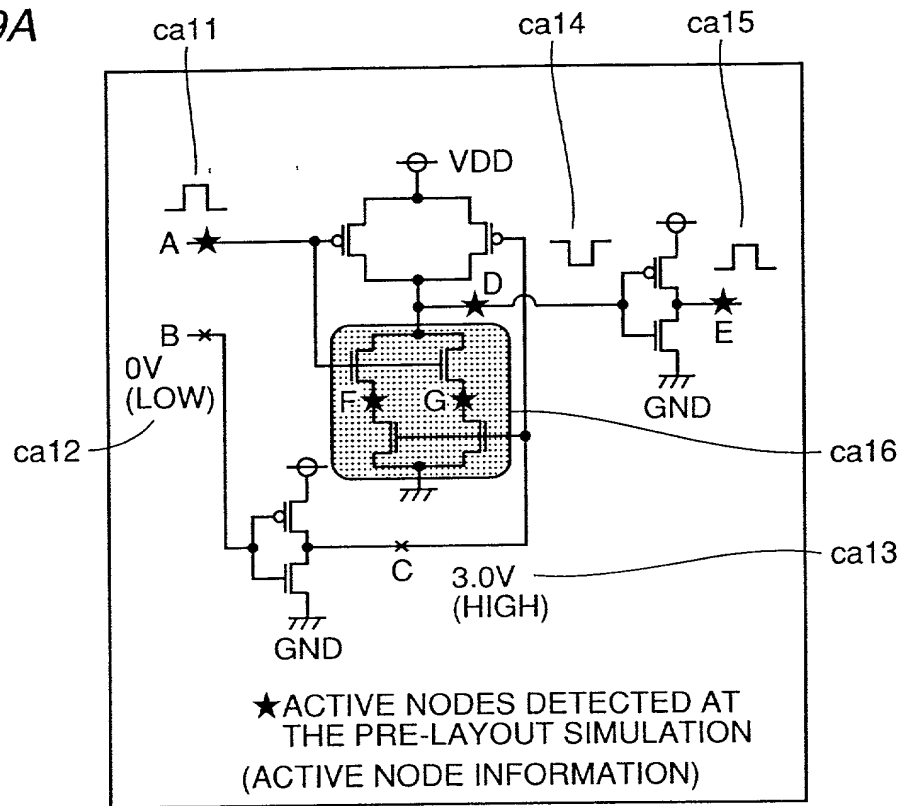 9A
ca11
ca14
ca15
VDD
A
D
B
E
0V
(LOW)
F
G
GND
ca12
ca16
C
3.0V
(HIGH)
ca13
GND
★ACTIVE NODES DETECTED AT
THE PRE-LAYOUT SIMULATION
(ACTIVE NODE INFORMATION)